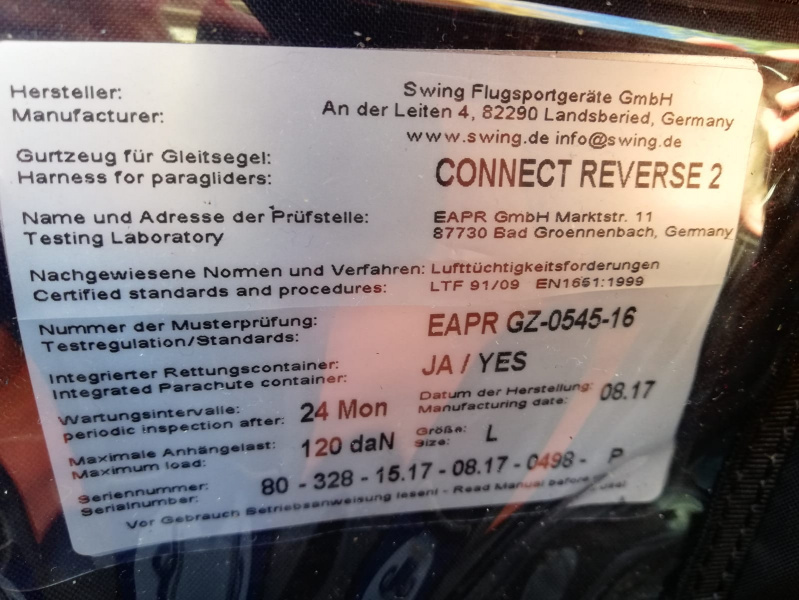 Hersteller:
Manufacturer:
Swing Flugsportgeräte GmbH
An der Leiten 4, 82290 Landsberied, Germany
www.swing.de info@swing.de
Gurtzeug für Gleitsegel:
Harness for paragliders:
CONNECT REVERSE 2
Name und Adresse der Prüfstelle:
Testing Laboratory
EAPR GmbH Marktstr. 11
87730 Bad Groennenbach, Germany
Nachgewiesene Normen und Verfahren: Lufttüchtigkeitsforderungen
Certified standards and procedures: LTF 91/09 EN1651:1999
Nummer der Musterprüfung:
Testregulation/Standards:
EAPR GZ-0545-16
Integrierter Rettungscontainer:
Integrated Parachute container:
JA / YES
Wartungsintervalle:
periodic inspection after:
24 Mon
Datum der Herstellung:
Manufacturing date:
08.17
Maximale Anhängelast:
Maximum load:
120 daN
Größe:
Size:
L
Seriennummer:
Serialnumber:
80 - 328 - 15.17 - 08.17 - 0498 - P
Vor Gebrauch Betriebsanweisung lesen! - Read Manual before use!